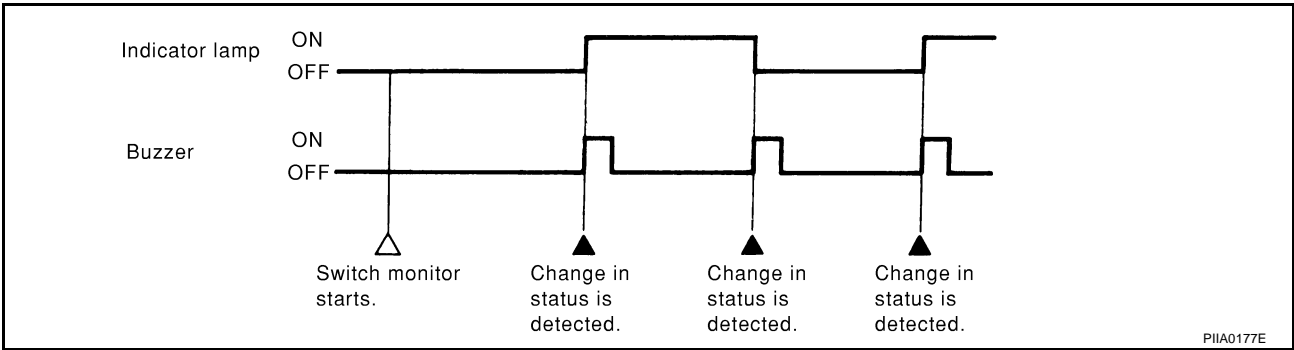 Indicator lamp
ON
OFF
Buzzer
ON
OFF
Switch monitor
starts.
Change in
status is
detected.
Change in
status is
detected.
Change in
status is
detected.
PIIA0177E